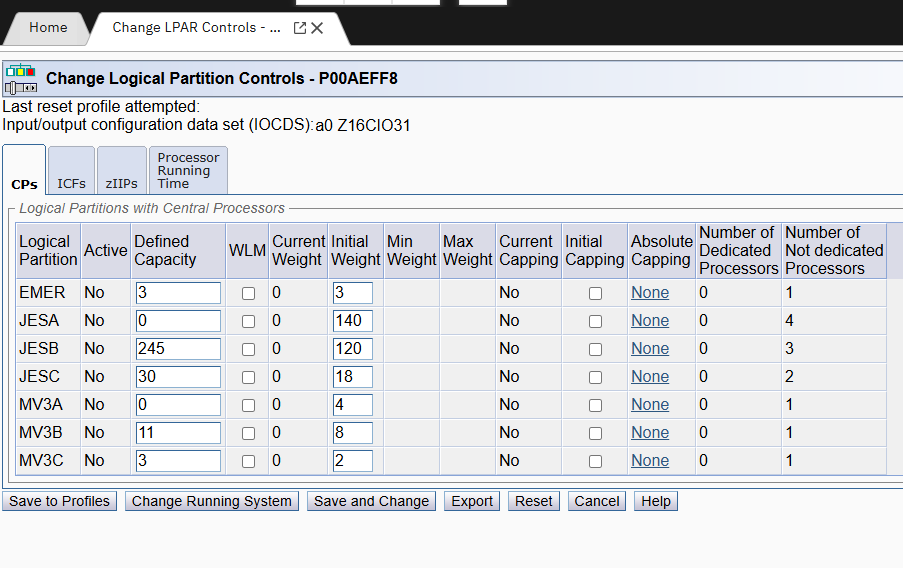 Home
Change LPAR Controls - ...
Change Logical Partition Controls - P00AEFF8
Last reset profile attempted:
Input/output configuration data set (IOCDS): a0 Z16CIO31
CPs ICFs zIIPs Processor Running Time
Logical Partitions with Central Processors
Logical Partition Active Defined Capacity WLM Current Weight Initial Weight Min Weight Max Weight Current Capping Initial Capping Absolute Capping Number of Dedicated Processors Number of Not dedicated Processors
EMER No 3 0 3 No None 0 1
JESA No 0 0 140 No None 0 4
JESB No 245 0 120 No None 0 3
JESC No 30 0 18 No None 0 2
MV3A No 0 0 4 No None 0 1
MV3B No 11 0 8 No None 0 1
MV3C No 3 0 2 No None 0 1
Save to Profiles Change Running System Save and Change Export Reset Cancel Help